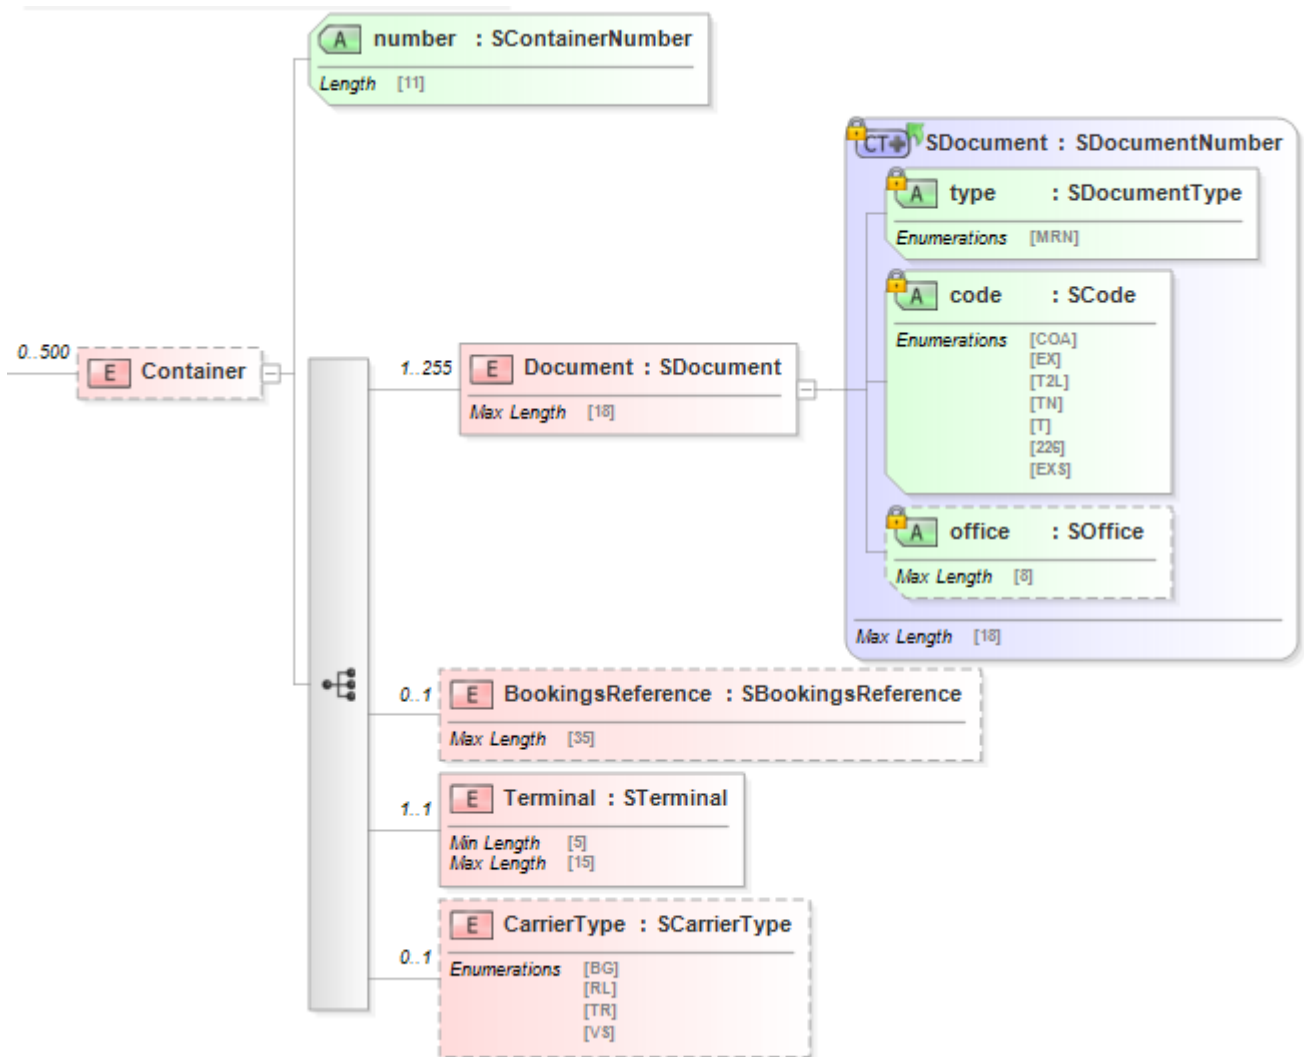 A number : SContainerNumber
Length [11]
CT+ SDocument : SDocumentNumber
A type : SDocumentType
Enumerations [MRN]
A code : SCode
Enumerations [COA]
[EX]
[T2L]
[TN]
[T]
[226]
[EXS]
A office : SOffice
Max Length [8]
Max Length [18]
0..500
E Container
1..255
E Document : SDocument
Max Length [18]
0..1
E BookingsReference : SBookingsReference
Max Length [35]
1..1
E Terminal : STerminal
Min Length [5]
Max Length [15]
0..1
E CarrierType : SCarrierType
Enumerations [BG]
[RL]
[TR]
[VS]